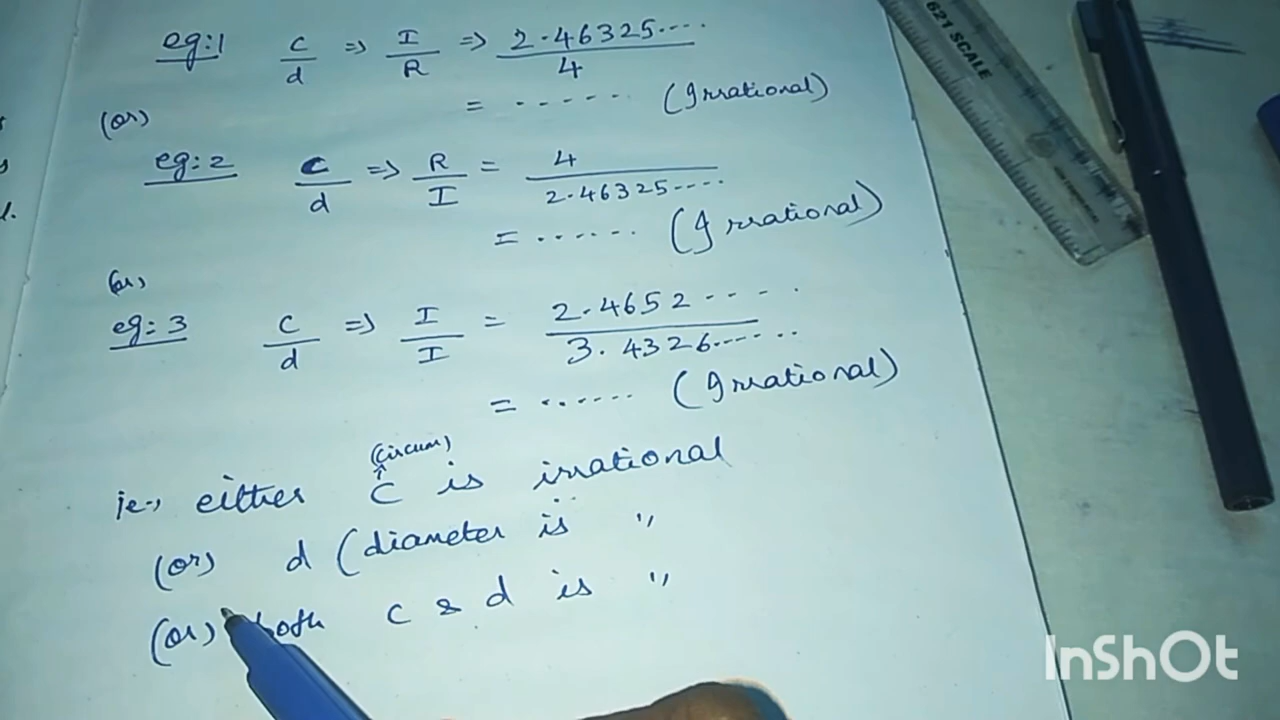 eg:1 c/d => I/R => 2.46325..../4
= ...... (Irrational)
(or)
eg:2 c/d => R/I = 4/2.46325....
= ...... (Irrational)
(or)
eg:3 c/d => I/I = 2.4652...../3.4326.......
= ...... (Irrational)
(circum)
ie., either C is irrational
(or) d (diameter is "
(or) both c & d is "
621 SCALE
InShOt